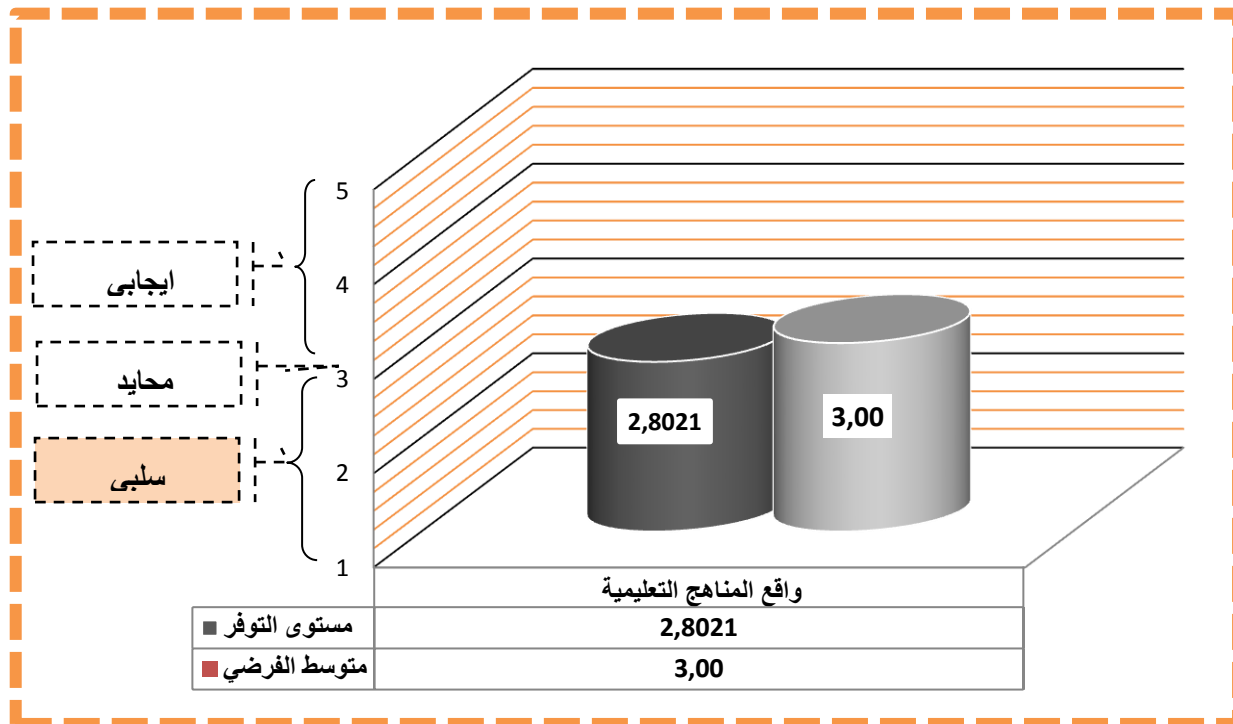 5
4
3
2
1
ايجابى
محايد
سلبى
2,8021
3,00
واقع المناهج التعليمية
مستوى التوفر 2,8021
متوسط الفرضي 3,00